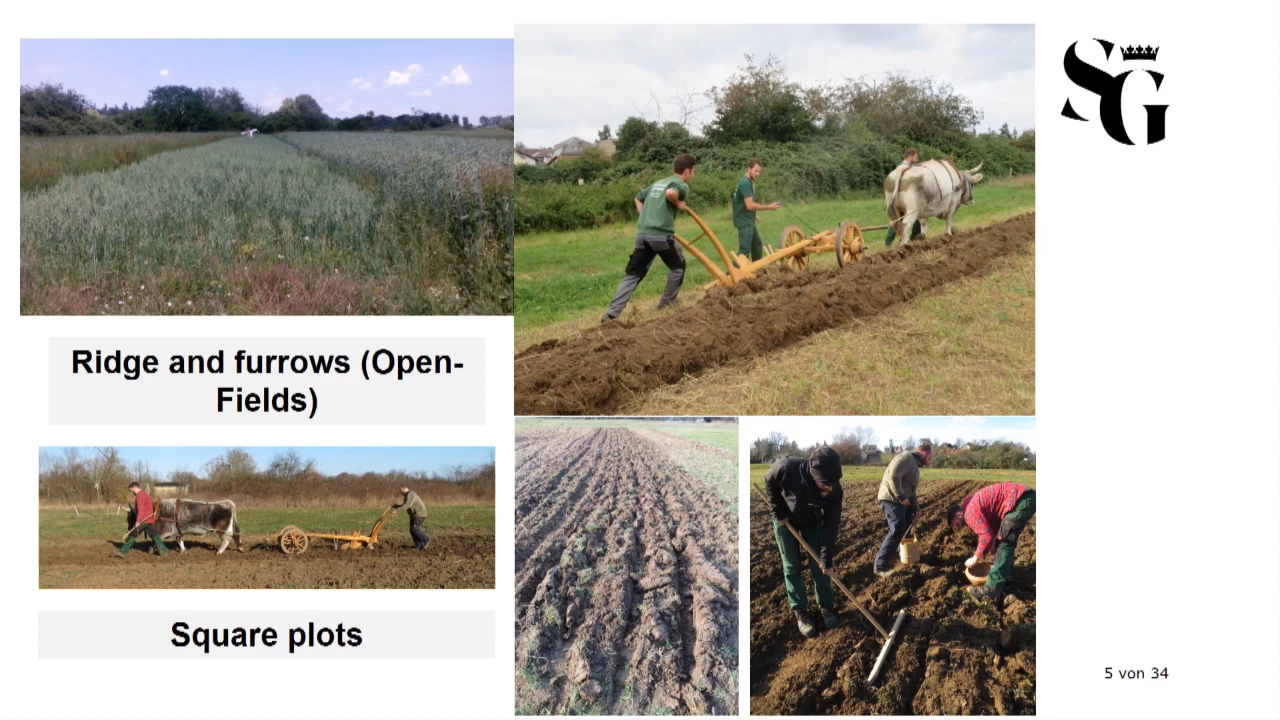 SG
Ridge and furrows (Open-
Fields)
Square plots
5 von 34